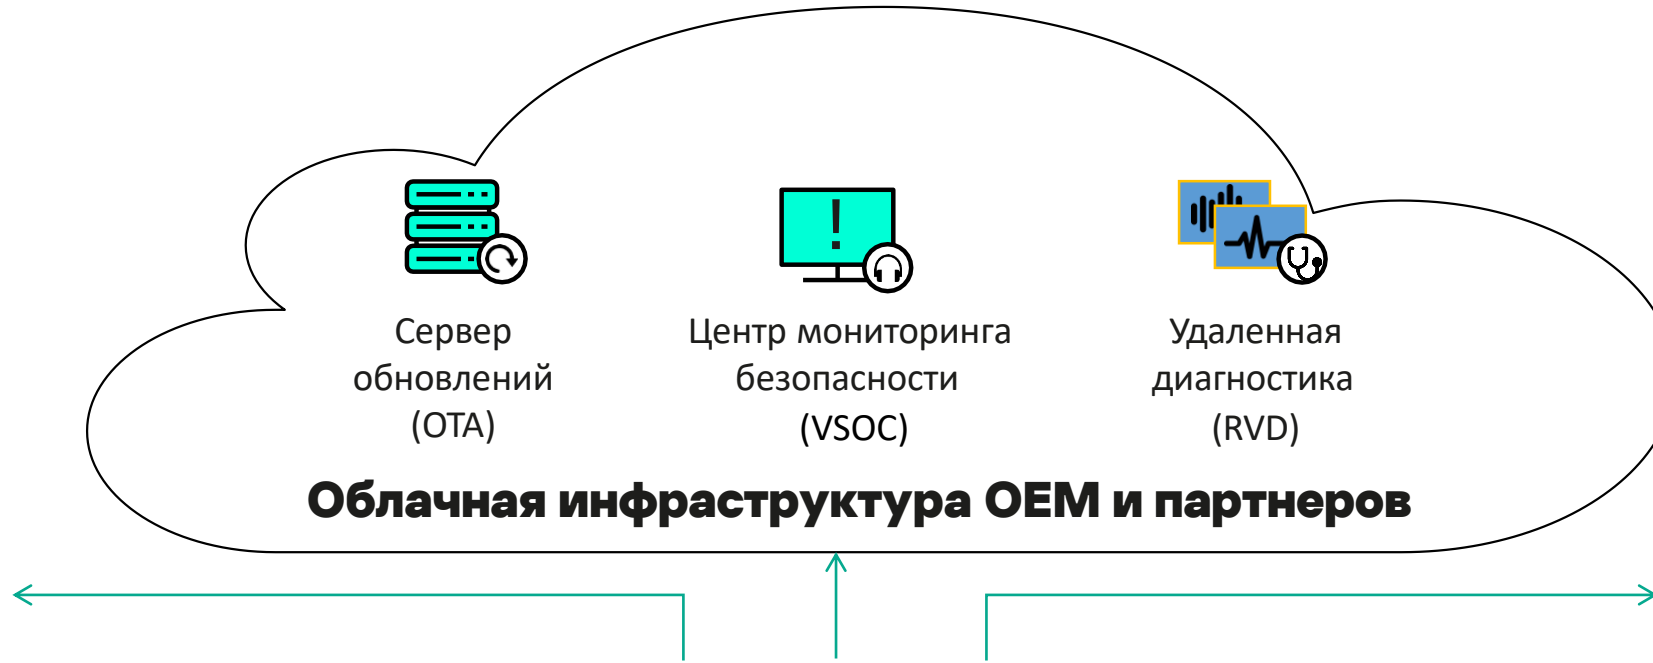 Сервер
обновлений
(OTA)
Центр мониторинга
безопасности
(VSOC)
Удаленная
диагностика
(RVD)
Облачная инфраструктура OEM и партнеров